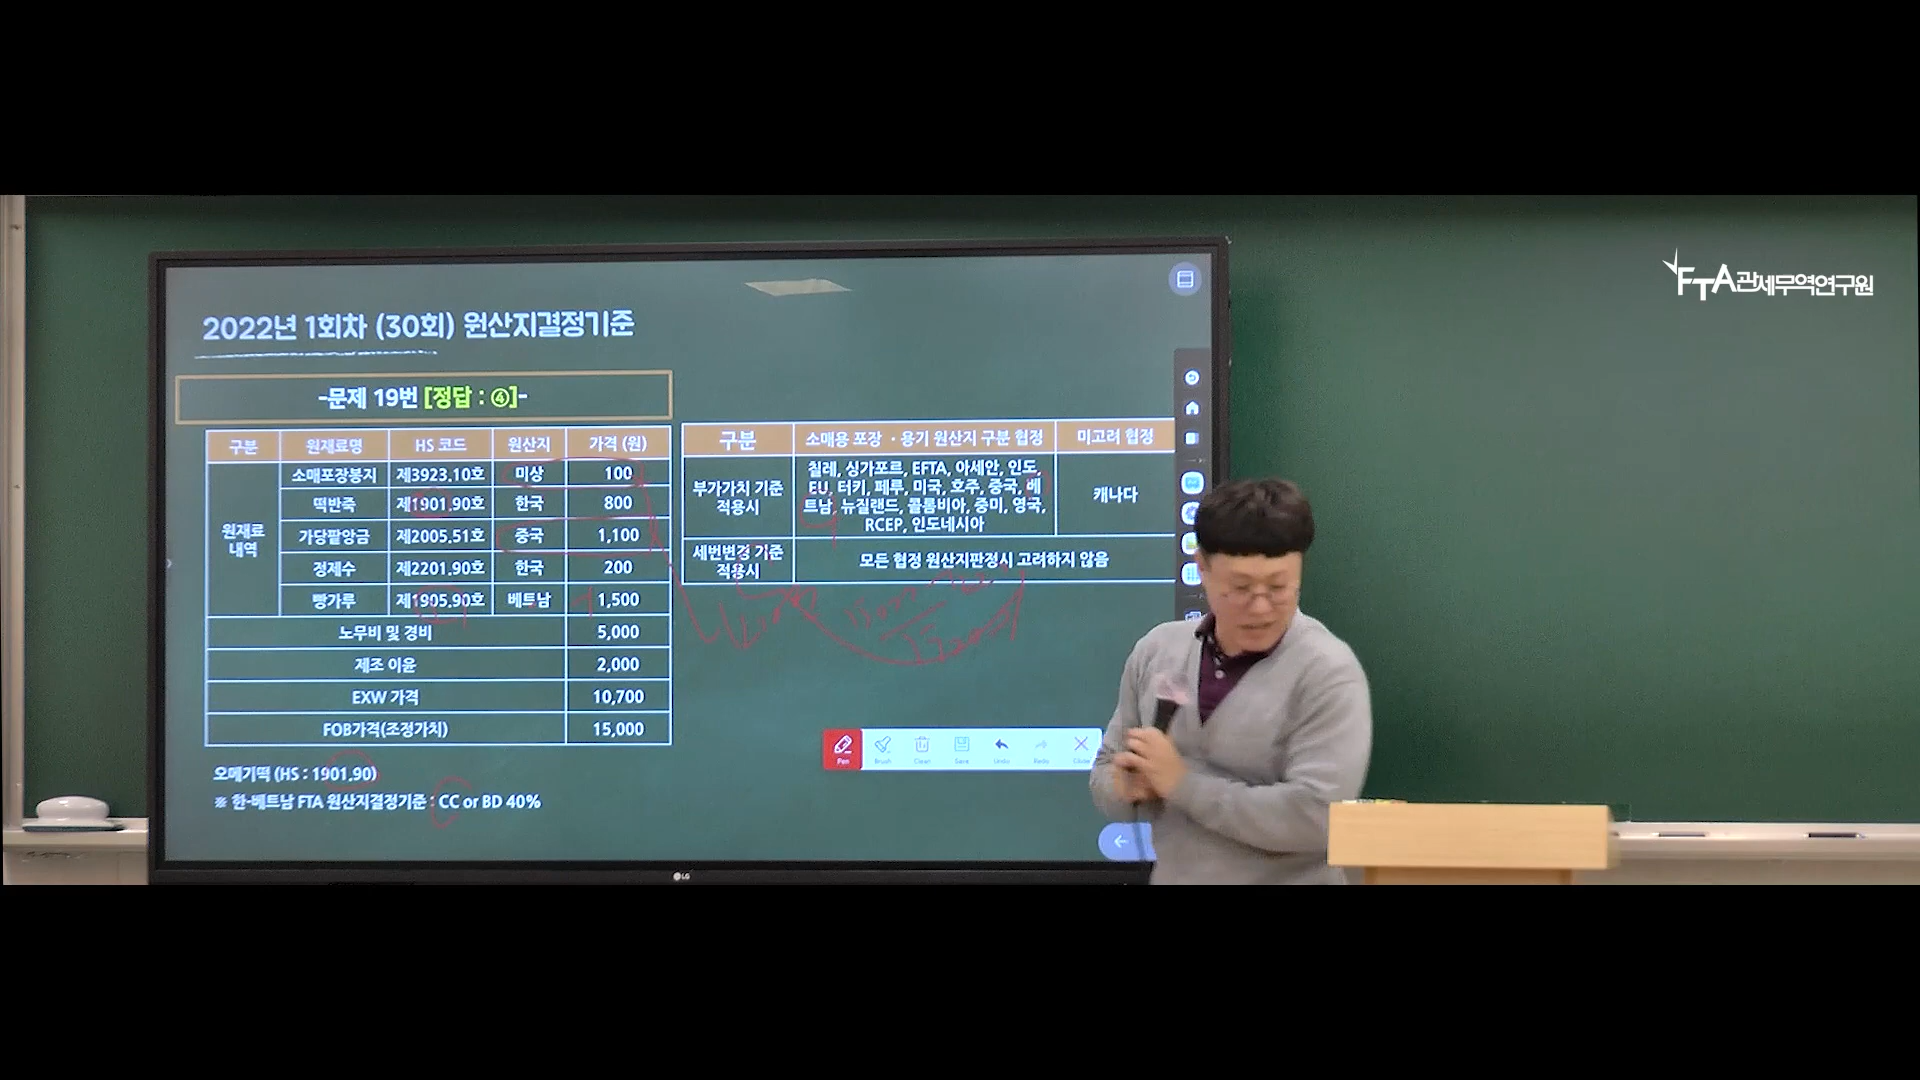 FTA관세무역연구원
2022년 1회차 (30회) 원산지결정기준
-문제 19번 [정답 : ④]-
구분 원재료명 HS 코드 원산지 가격 (원)
원재료 내역
소매포장봉지 제3923.10호 미상 100
떡반죽 제1901.90호 한국 800
가당팥앙금 제2005.51호 중국 1,100
정제수 제2201.90호 한국 200
빵가루 제1905.90호 베트남 1,500
노무비 및 경비 5,000
제조 이윤 2,000
EXW 가격 10,700
FOB가격(조정가치) 15,000
오메기떡 (HS : 1901.90)
※ 한-베트남 FTA 원산지결정기준 : CC or BD 40%
구분 소매용 포장 · 용기 원산지 구분 협정 미고려 협정
부가가치 기준
적용시
칠레, 싱가포르, EFTA, 아세안, 인도,
EU, 터키, 페루, 미국, 호주, 중국, 베
트남, 뉴질랜드, 콜롬비아, 중미, 영국,
RCEP, 인도네시아
캐나다
세번변경 기준
적용시
모든 협정 원산지판정시 고려하지 않음
Pen Brush Clean Save Undo Redo Close
LG